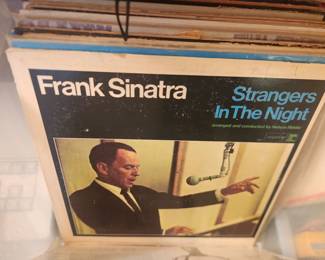 Frank Sinatra
Strangers
In The Night
arranged and conducted by Nelson Riddle